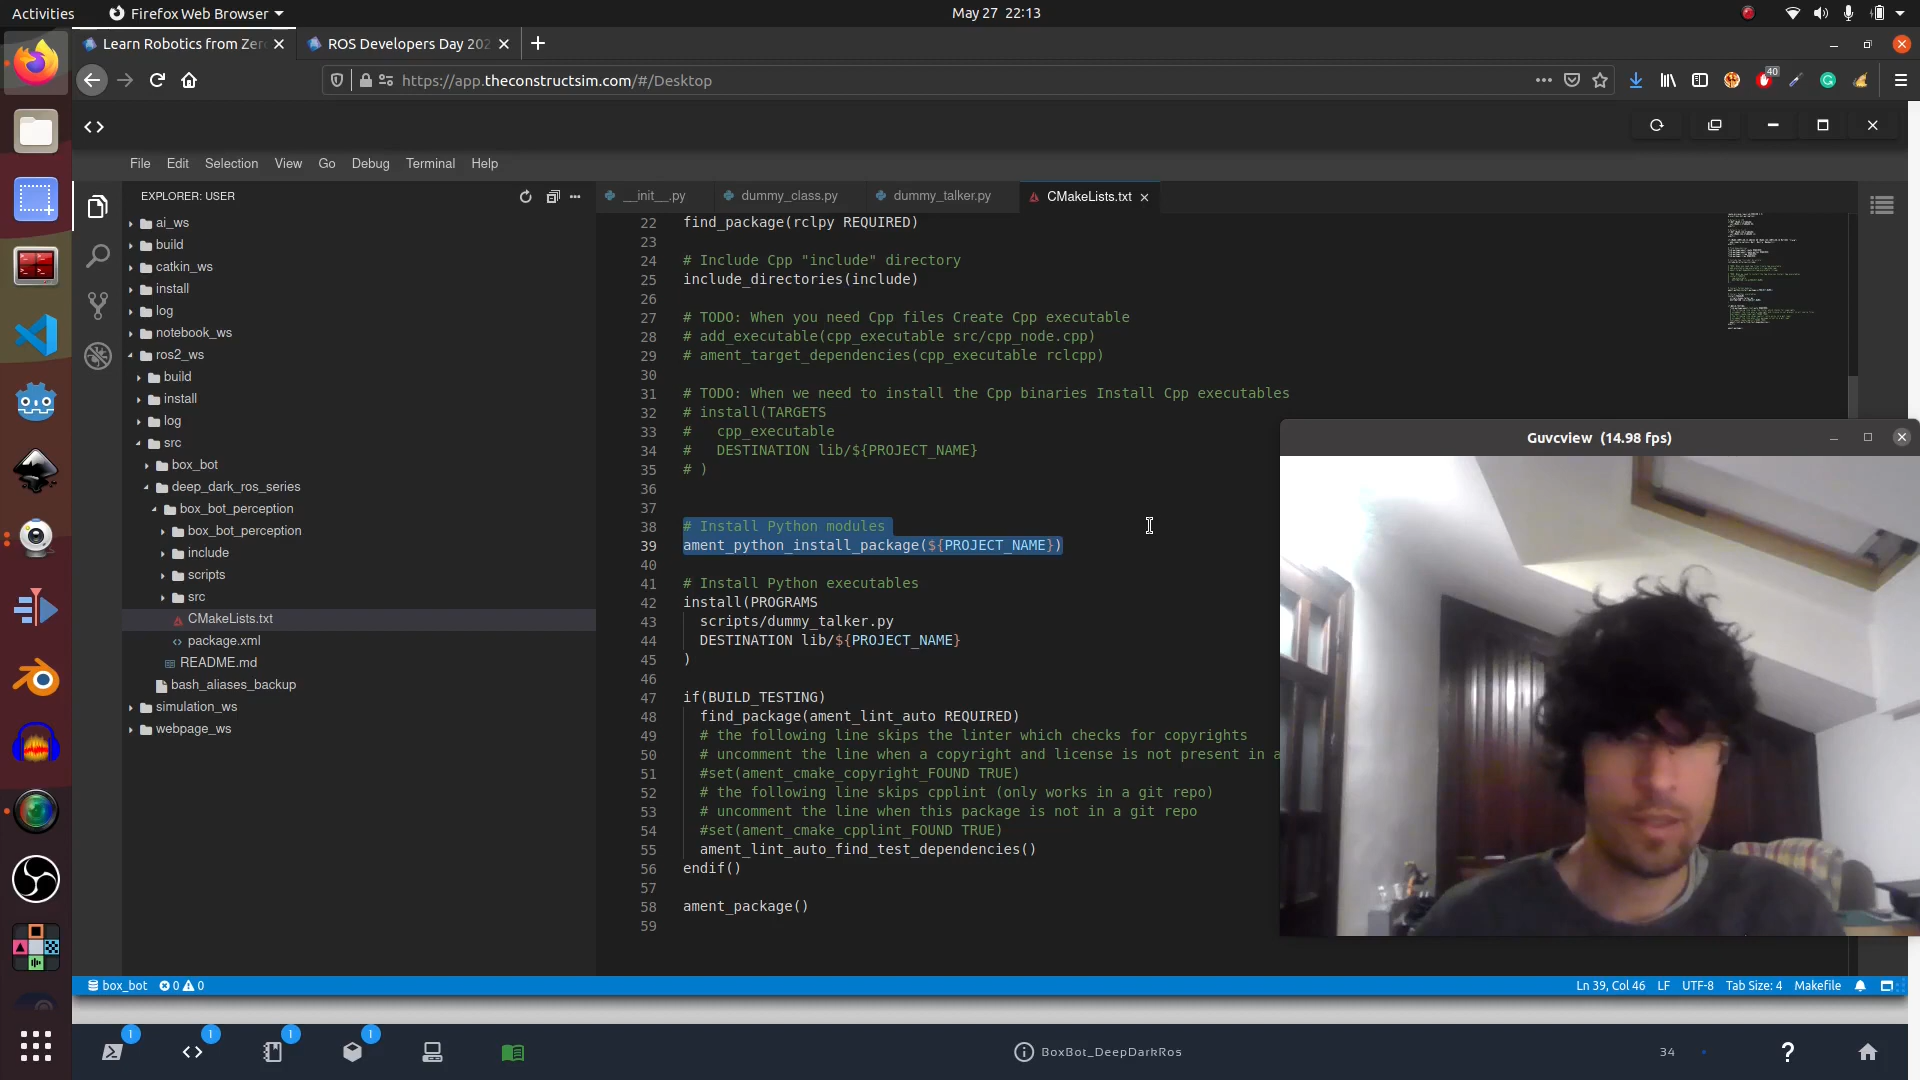 Activities
Firefox Web Browser
May 27 22:13
Learn Robotics from Zer
ROS Developers Day 202
https://app.theconstructsim.com/#/Desktop
40
File Edit Selection View Go Debug Terminal Help
EXPLORER: USER
__init__.py
dummy_class.py
dummy_talker.py
CMakeLists.txt
ai_ws
build
catkin_ws
install
log
notebook_ws
ros2_ws
build
install
log
src
box_bot
deep_dark_ros_series
box_bot_perception
box_bot_perception
include
scripts
src
CMakeLists.txt
package.xml
README.md
bash_aliases_backup
simulation_ws
webpage_ws
22 find_package(rclpy REQUIRED)
23
24 # Include Cpp "include" directory
25 include_directories(include)
26
27 # TODO: When you need Cpp files Create Cpp executable
28 # add_executable(cpp_executable src/cpp_node.cpp)
29 # ament_target_dependencies(cpp_executable rclcpp)
30
31 # TODO: When we need to install the Cpp binaries Install Cpp executables
32 # install(TARGETS
33 #   cpp_executable
34 #   DESTINATION lib/${PROJECT_NAME}
35 # )
36
37
38 # Install Python modules
39 ament_python_install_package(${PROJECT_NAME})
40
41 # Install Python executables
42 install(PROGRAMS
43   scripts/dummy_talker.py
44   DESTINATION lib/${PROJECT_NAME}
45 )
46
47 if(BUILD_TESTING)
48   find_package(ament_lint_auto REQUIRED)
49   # the following line skips the linter which checks for copyrights
50   # uncomment the line when a copyright and license is not present in a
51   #set(ament_cmake_copyright_FOUND TRUE)
52   # the following line skips cpplint (only works in a git repo)
53   # uncomment the line when this package is not in a git repo
54   #set(ament_cmake_cpplint_FOUND TRUE)
55   ament_lint_auto_find_test_dependencies()
56 endif()
57
58 ament_package()
59
Guvcview (14.98 fps)
box_bot 0 0
Ln 39, Col 46 LF UTF-8 Tab Size: 4 Makefile
1 1 1 1
BoxBot_DeepDarkRos
34
?